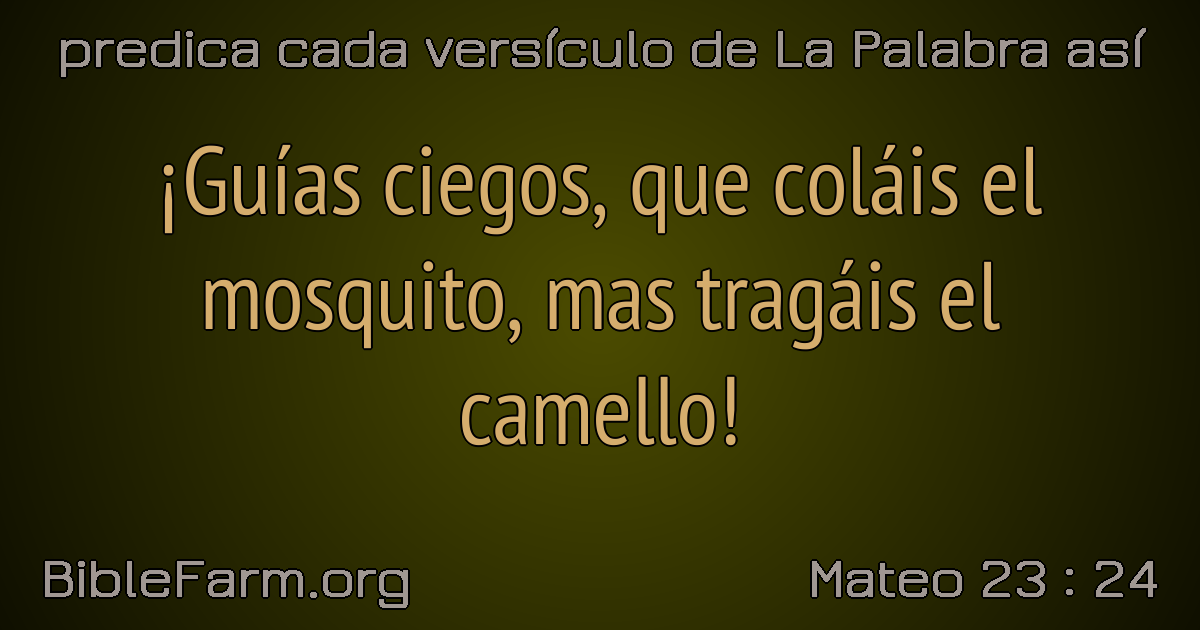 predica cada versículo de La Palabra así
¡Guías ciegos, que coláis el
mosquito, mas tragáis el
camello!
BibleFarm.org
Mateo 23 : 24